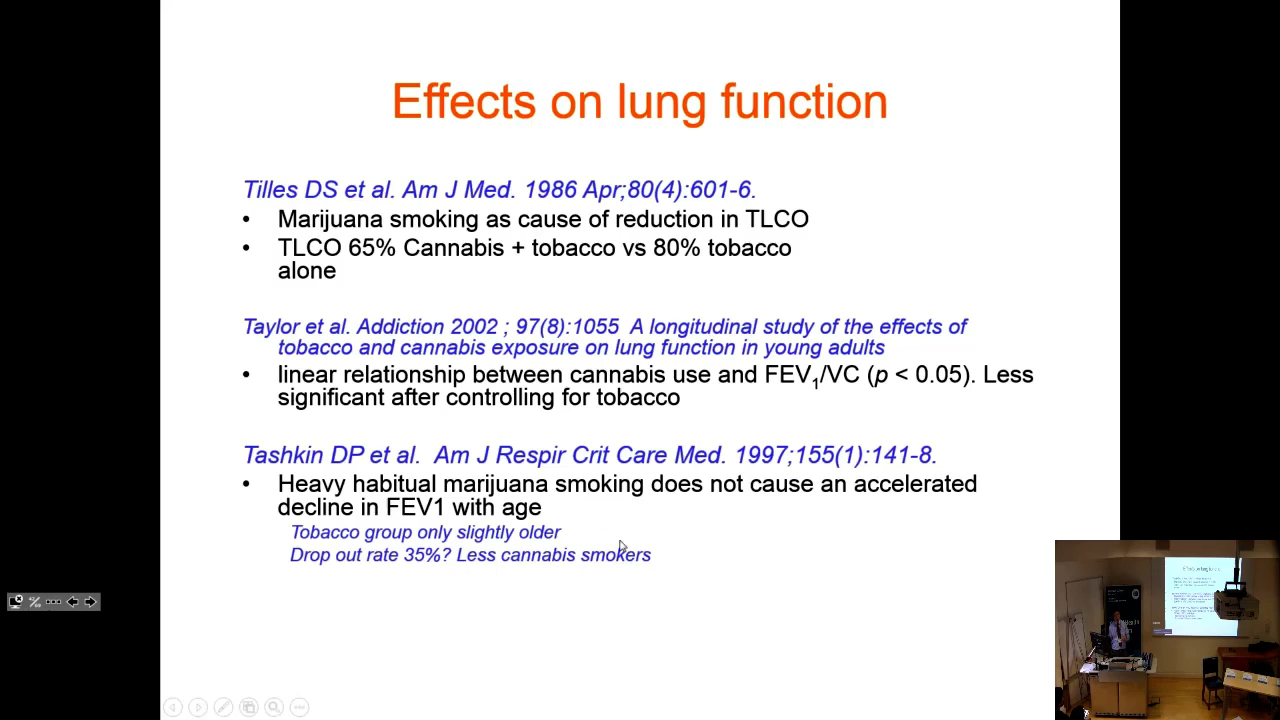 Effects on lung function
Tilles DS et al. Am J Med. 1986 Apr;80(4):601-6.
• Marijuana smoking as cause of reduction in TLCO
• TLCO 65% Cannabis + tobacco vs 80% tobacco
alone
Taylor et al. Addiction 2002 ; 97(8):1055 A longitudinal study of the effects of
tobacco and cannabis exposure on lung function in young adults
• linear relationship between cannabis use and FEV₁/VC (p < 0.05). Less
significant after controlling for tobacco
Tashkin DP et al. Am J Respir Crit Care Med. 1997;155(1):141-8.
• Heavy habitual marijuana smoking does not cause an accelerated
decline in FEV1 with age
Tobacco group only slightly older
Drop out rate 35%? Less cannabis smokers